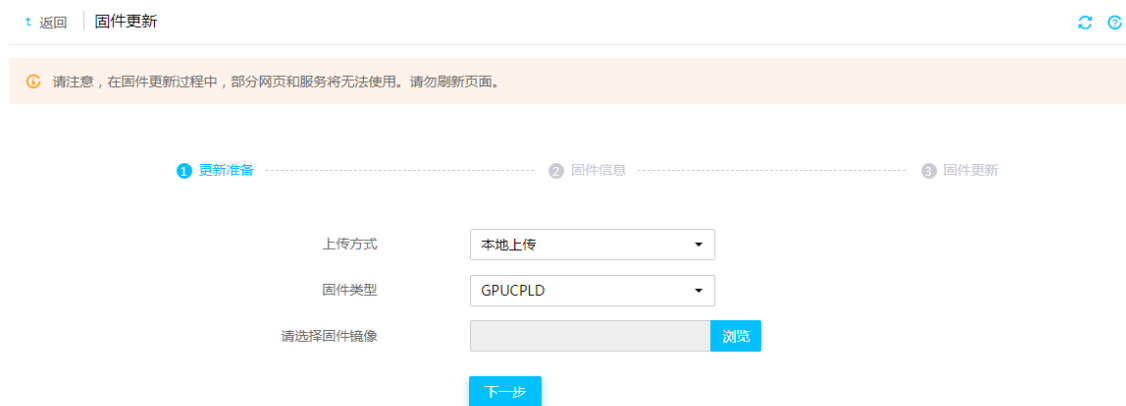 返回 固件更新
请注意，在固件更新过程中，部分网页和服务将无法使用。请勿刷新页面。
1 更新准备 2 固件信息 3 固件更新
上传方式 本地上传
固件类型 GPUCPLD
请选择固件镜像 浏览
下一步